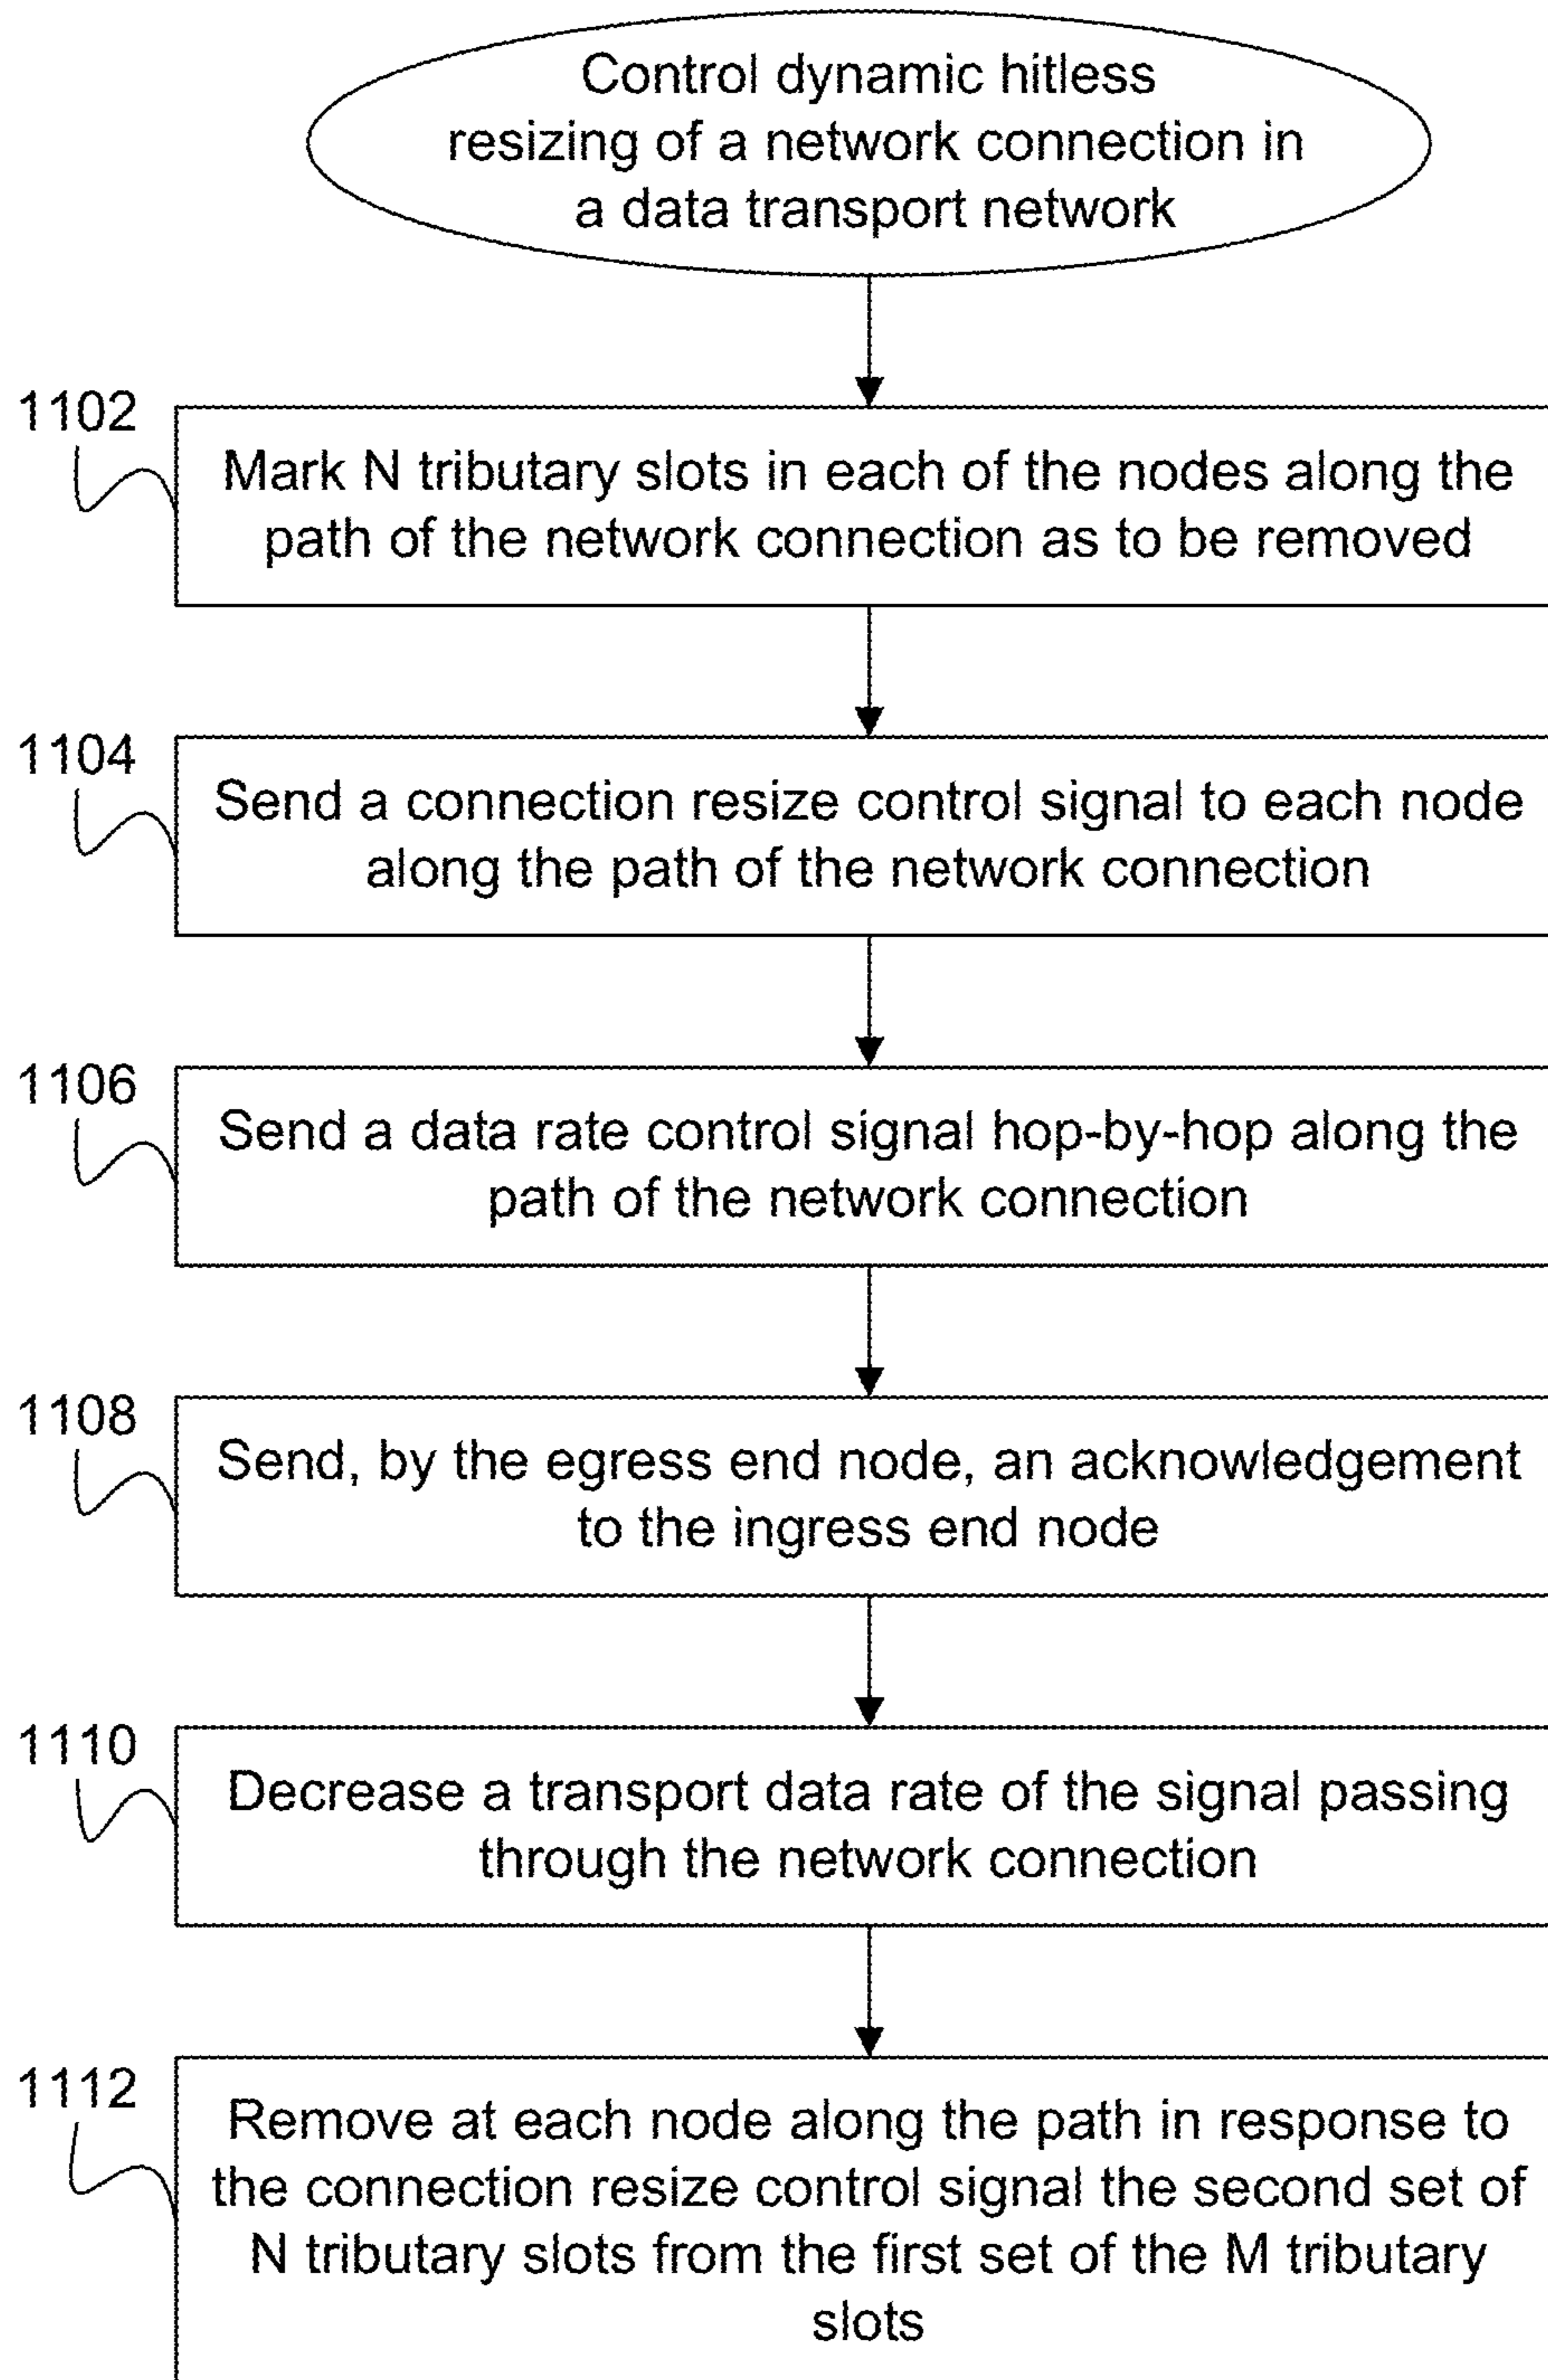 Control dynamic hitless
resizing of a network connection in
a data transport network
1102
Mark N tributary slots in each of the nodes along the
path of the network connection as to be removed
1104
Send a connection resize control signal to each node
along the path of the network connection
1106
Send a data rate control signal hop-by-hop along the
path of the network connection
1108
Send, by the egress end node, an acknowledgement
to the ingress end node
1110
Decrease a transport data rate of the signal passing
through the network connection
1112
Remove at each node along the path in response to
the connection resize control signal the second set of
N tributary slots from the first set of the M tributary
slots